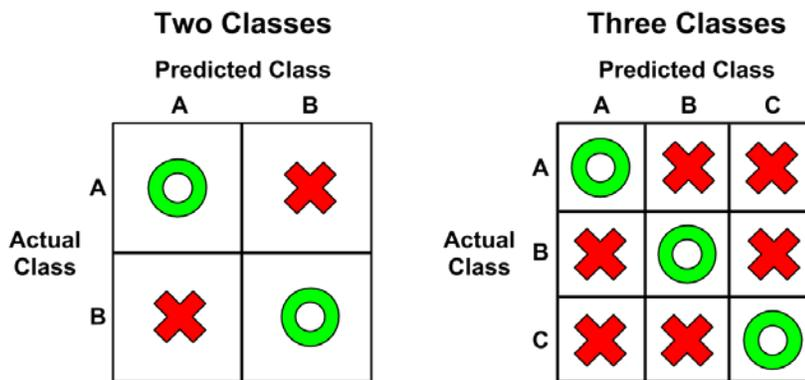 Two Classes
Predicted Class
A B
A
Actual
Class
B
Three Classes
Predicted Class
A B C
A
Actual
Class
B
C